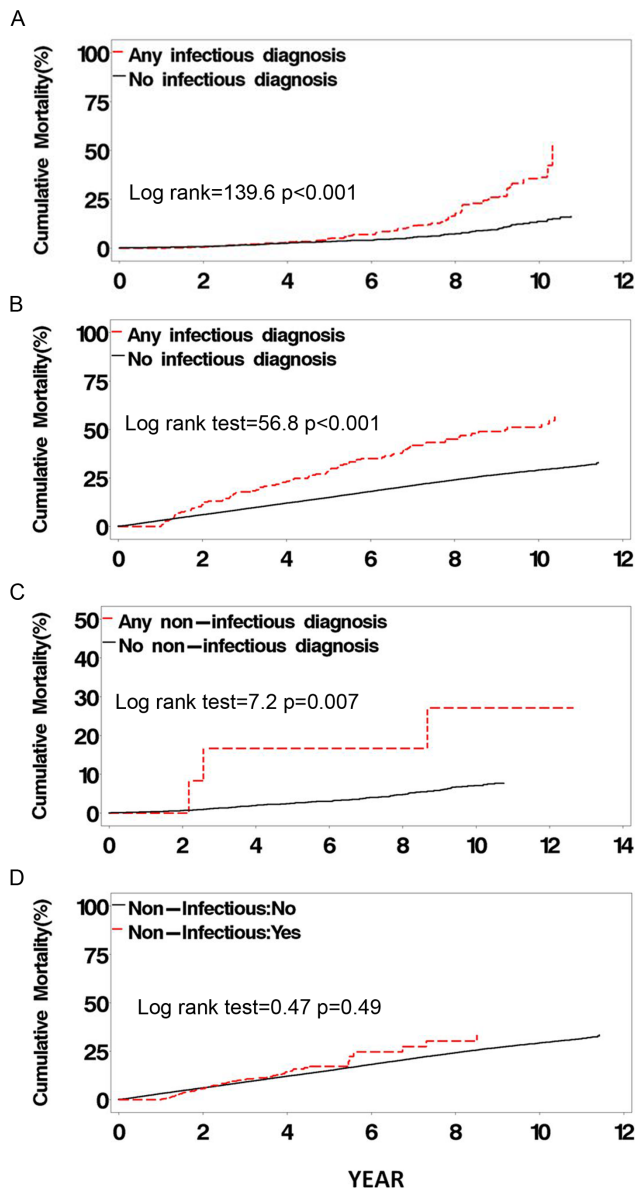 A
Cumulative Mortality(%)
100
75
50
25
0
Any infectious diagnosis
No infectious diagnosis
Log rank=139.6 p<0.001
0 2 4 6 8 10 12
B
Cumulative Mortality(%)
100
75
50
25
0
Any infectious diagnosis
No infectious diagnosis
Log rank test=56.8 p<0.001
0 2 4 6 8 10 12
C
Cumulative Mortality(%)
50
40
30
20
10
0
Any non−infectious diagnosis
No non−infectious diagnosis
Log rank test=7.2 p=0.007
0 2 4 6 8 10 12 14
D
Cumulative Mortality(%)
100
75
50
25
0
Non−Infectious:No
Non−Infectious:Yes
Log rank test=0.47 p=0.49
0 2 4 6 8 10 12
YEAR